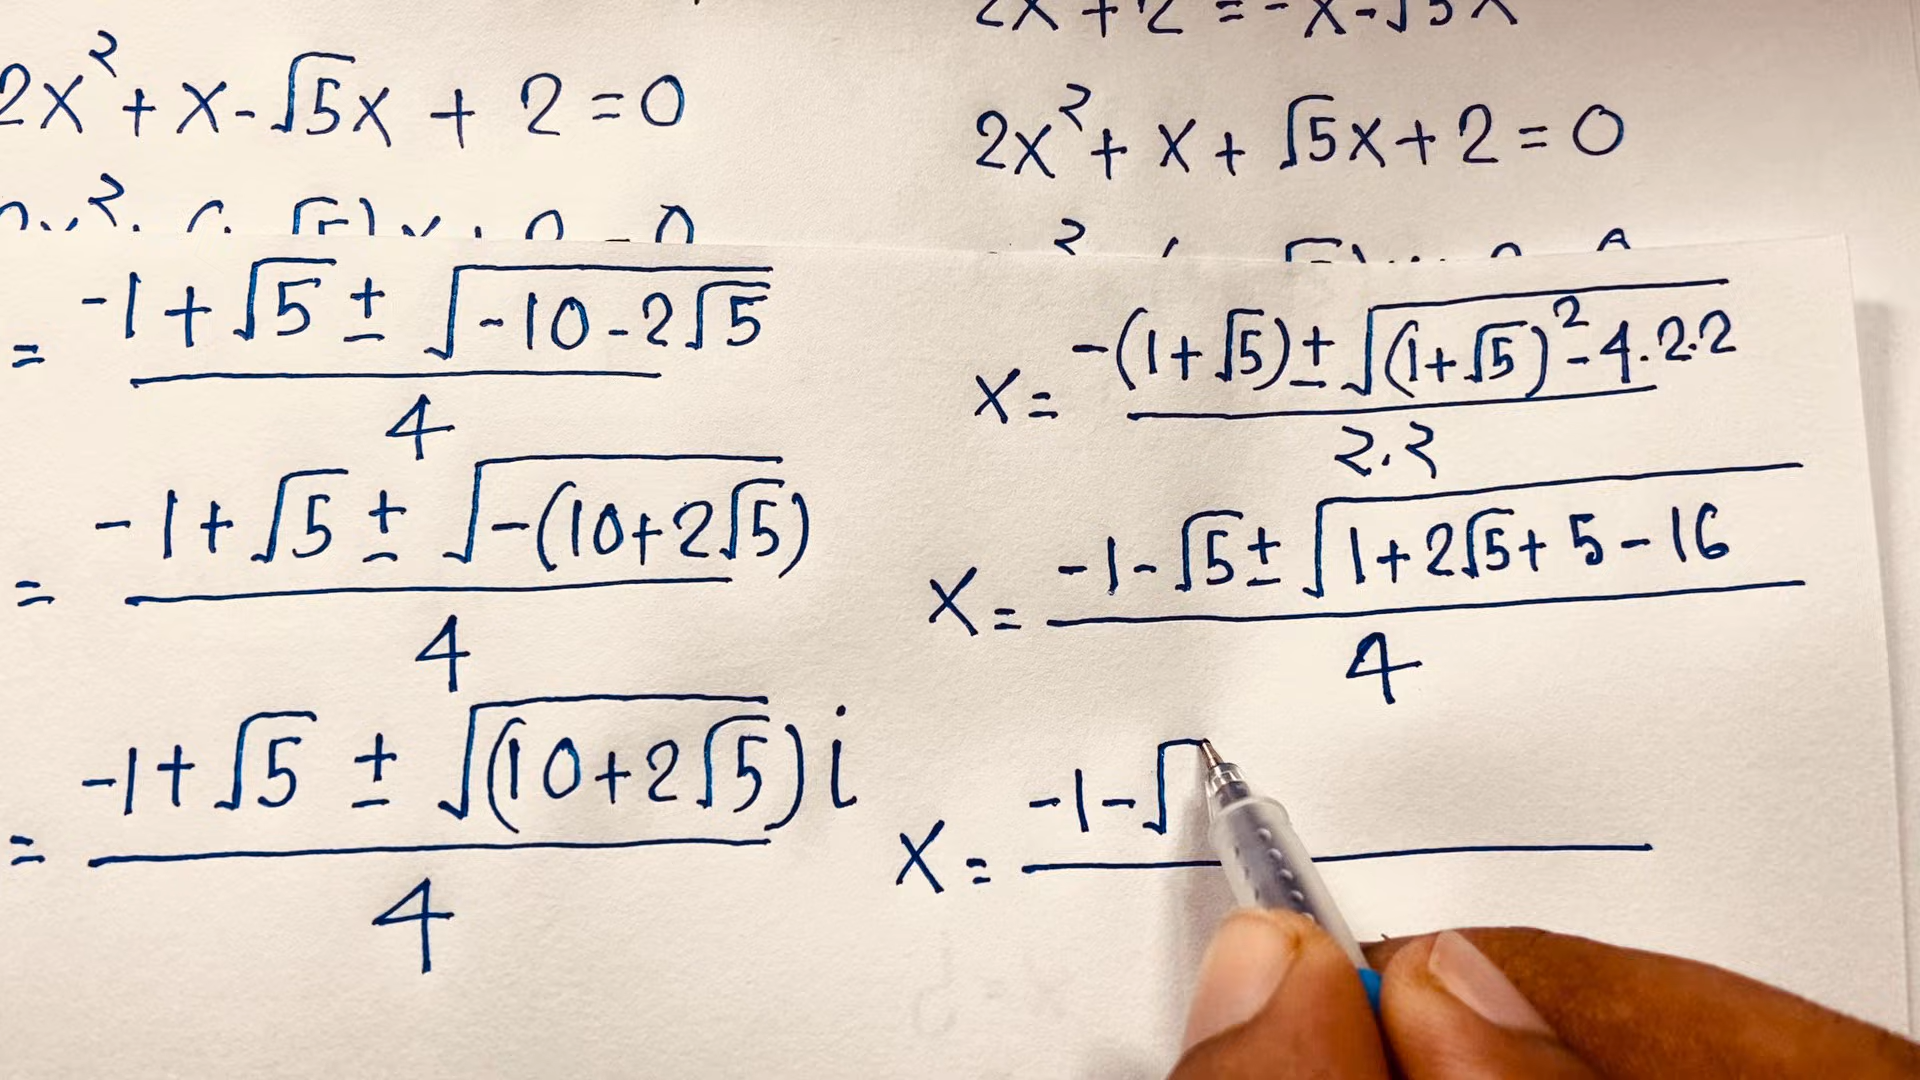 2x² + x - √5x + 2 = 0
= (-1 + √5 ± √(-10 - 2√5)) / 4
= (-1 + √5 ± √(-(10 + 2√5))) / 4
= (-1 + √5 ± √(10 + 2√5) i) / 4
2x² + x + √5x + 2 = 0
x = (-(1 + √5) ± √((1 + √5)² - 4.2.2)) / 2.2
x = (-1 - √5 ± √(1 + 2√5 + 5 - 16)) / 4
x = -1 - √